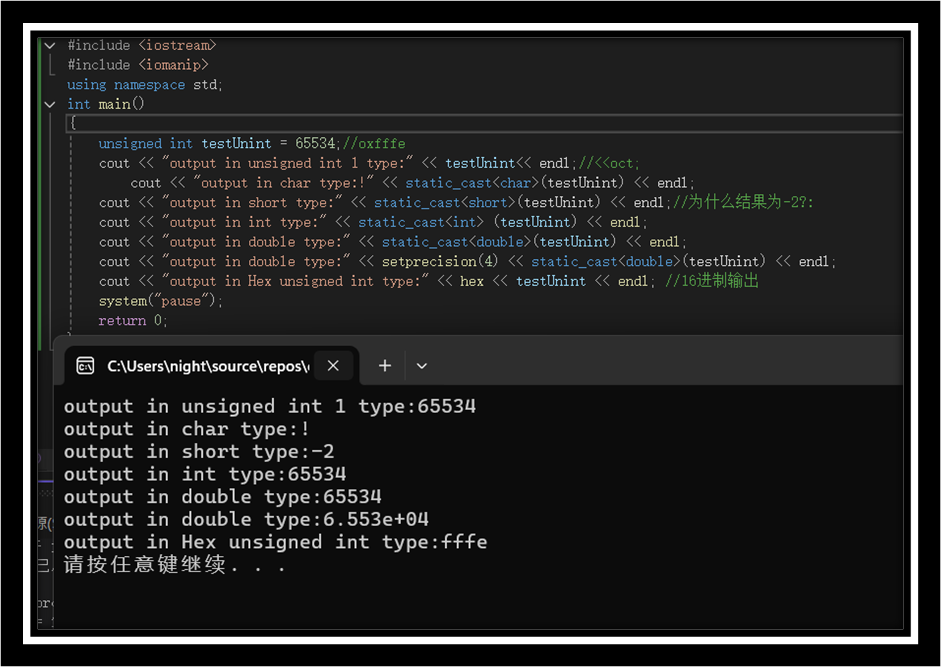 #include <iostream>
#include <iomanip>
using namespace std;
int main()
{
unsigned int testUnint = 65534;//oxfffe
cout << "output in unsigned int 1 type:" << testUnint<< endl;//<<oct;
cout << "output in char type:!" << static_cast<char>(testUnint) << endl;
cout << "output in short type:" << static_cast<short>(testUnint) << endl;//为什么结果为-2?:
cout << "output in int type:" << static_cast<int> (testUnint) << endl;
cout << "output in double type:" << static_cast<double>(testUnint) << endl;
cout << "output in double type:" << setprecision(4) << static_cast<double>(testUnint) << endl;
cout << "output in Hex unsigned int type:" << hex << testUnint << endl; //16进制输出
system("pause");
return 0;
C:\Users\night\source\repos\
output in unsigned int 1 type:65534
output in char type:!
output in short type:-2
output in int type:65534
output in double type:65534
output in double type:6.553e+04
output in Hex unsigned int type:fffe
请按任意键继续. . .